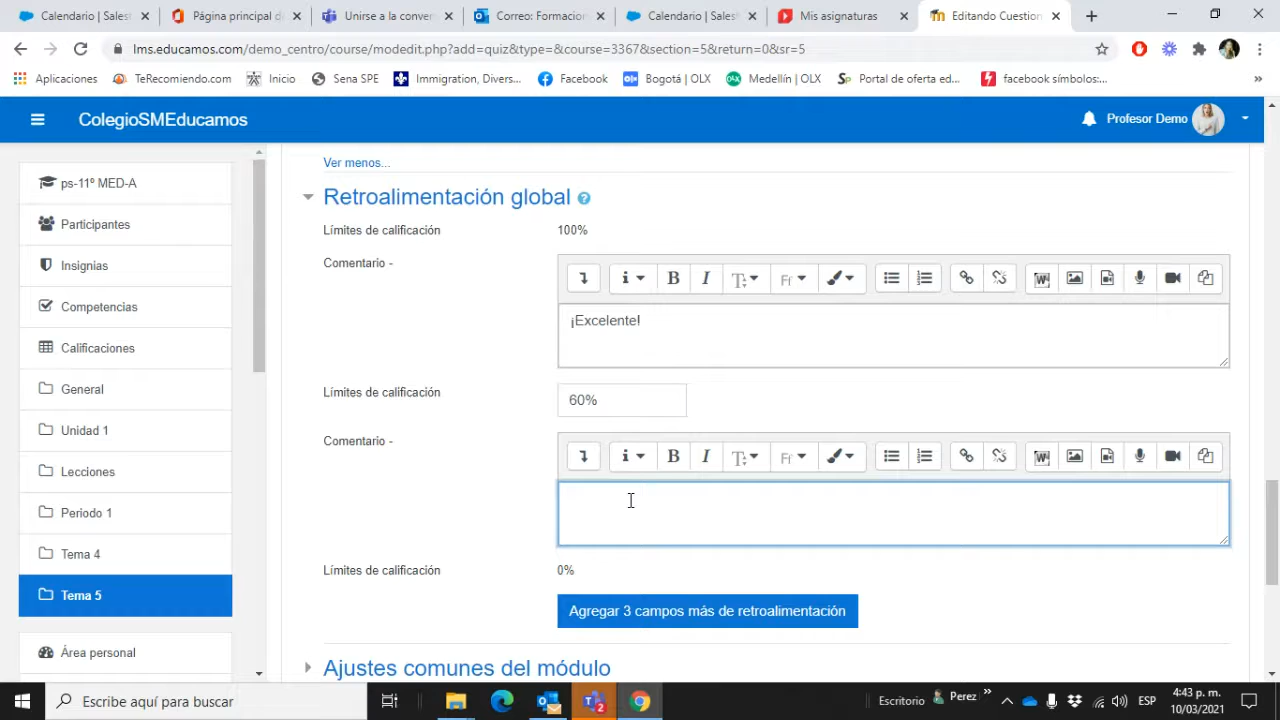 Calendario | Sales
Página principal de
Unirse a la conver
Correo: Formacion
Calendario | Sales
Mis asignaturas
Editando Cuestion
lms.educamos.com/demo_centro/course/modedit.php?add=quiz&type=&course=3367&section=5&return=0&sr=5
Aplicaciones
TeRecomiendo.com
Inicio
Sena SPE
Immigration, Divers...
Facebook
Bogotá | OLX
Medellín | OLX
Portal de oferta ed...
facebook símbolos:...
»
ColegioSMEducamos
Profesor Demo
ps-11º MED-A
Participantes
Insignias
Competencias
Calificaciones
General
Unidad 1
Lecciones
Periodo 1
Tema 4
Tema 5
Área personal
Ver menos...
Retroalimentación global
Límites de calificación
100%
Comentario -
¡Excelente!
Límites de calificación
60%
Comentario -
Límites de calificación
0%
Agregar 3 campos más de retroalimentación
Ajustes comunes del módulo
Escribe aquí para buscar
Escritorio
Perez
»
ESP
4:43 p. m.
10/03/2021